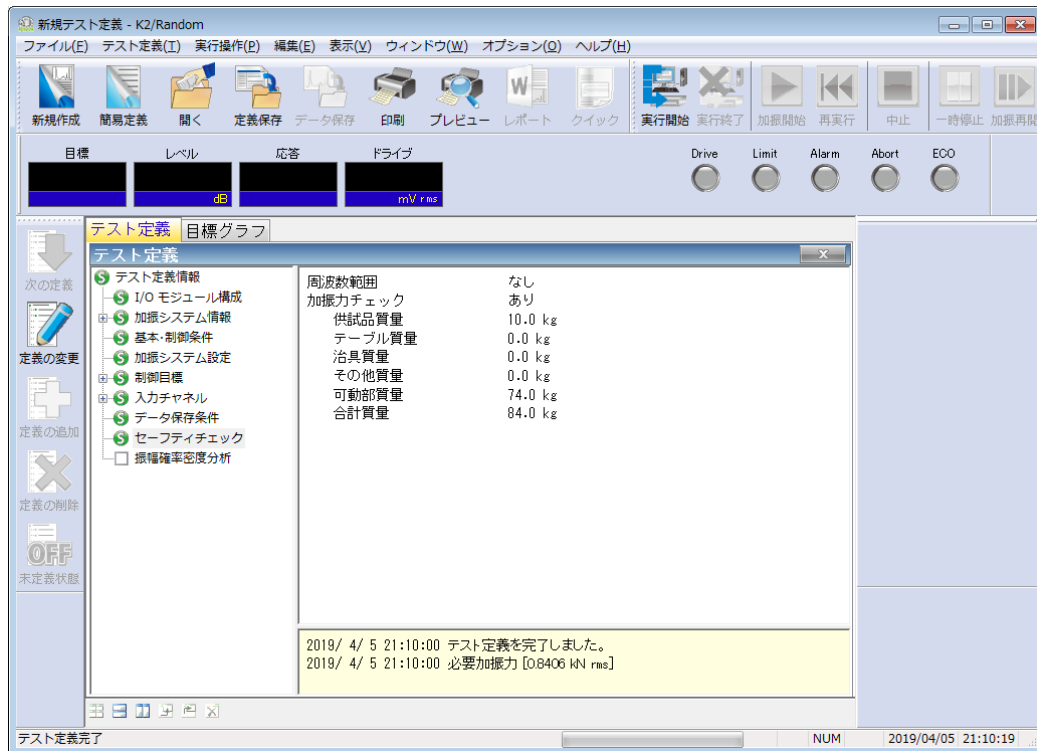 新規テスト定義 - K2/Random
ファイル(F) テスト定義(T) 実行操作(P) 編集(E) 表示(V) ウィンドウ(W) オプション(O) ヘルプ(H)
新規作成 簡易定義 開く 定義保存 データ保存 印刷 プレビュー レポート クイック 実行開始 実行終了 加振開始 再実行 中止 一時停止 加振再開
目標 レベル 応答 ドライブ Drive Limit Alarm Abort ECO
dB mV rms
テスト定義 目標グラフ
テスト定義
次の定義
定義の変更
定義の追加
定義の削除
OFF
未定義状態
テスト定義情報
I/O モジュール構成
加振システム情報
基本・制御条件
加振システム設定
制御目標
入力チャネル
データ保存条件
セーフティチェック
振幅確率密度分析
周波数範囲 なし
加振力チェック あり
供試品質量 10.0 kg
テーブル質量 0.0 kg
治具質量 0.0 kg
その他質量 0.0 kg
可動部質量 74.0 kg
合計質量 84.0 kg
2019/ 4/ 5 21:10:00 テスト定義を完了しました。
2019/ 4/ 5 21:10:00 必要加振力 [0.8406 kN rms]
テスト定義完了 NUM 2019/04/05 21:10:19